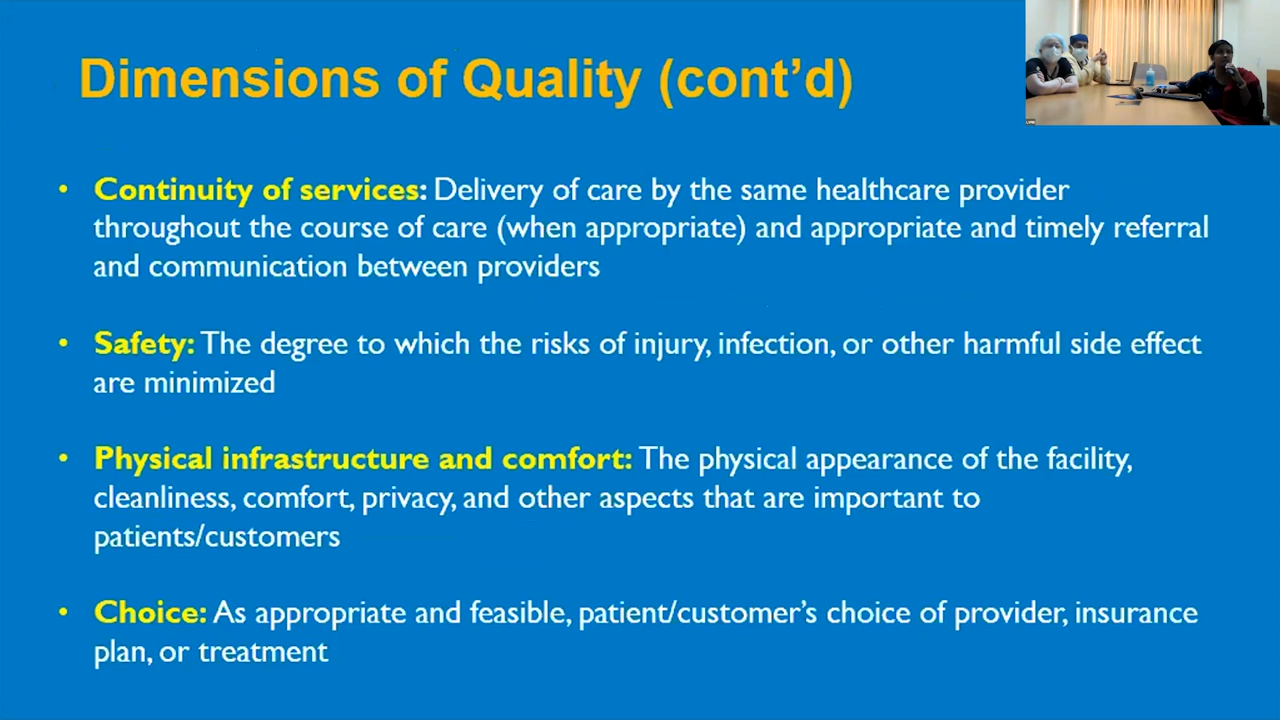 Dimensions of Quality (cont’d)
• Continuity of services: Delivery of care by the same healthcare provider
throughout the course of care (when appropriate) and appropriate and timely referral
and communication between providers
• Safety: The degree to which the risks of injury, infection, or other harmful side effect
are minimized
• Physical infrastructure and comfort: The physical appearance of the facility,
cleanliness, comfort, privacy, and other aspects that are important to
patients/customers
• Choice: As appropriate and feasible, patient/customer’s choice of provider, insurance
plan, or treatment